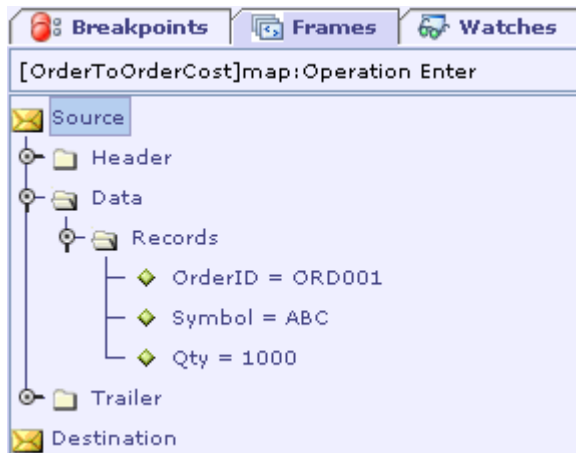 Breakpoints Frames Watches
[OrderToOrderCost]map:Operation Enter
Source
Header
Data
Records
OrderID = ORD001
Symbol = ABC
Qty = 1000
Trailer
Destination